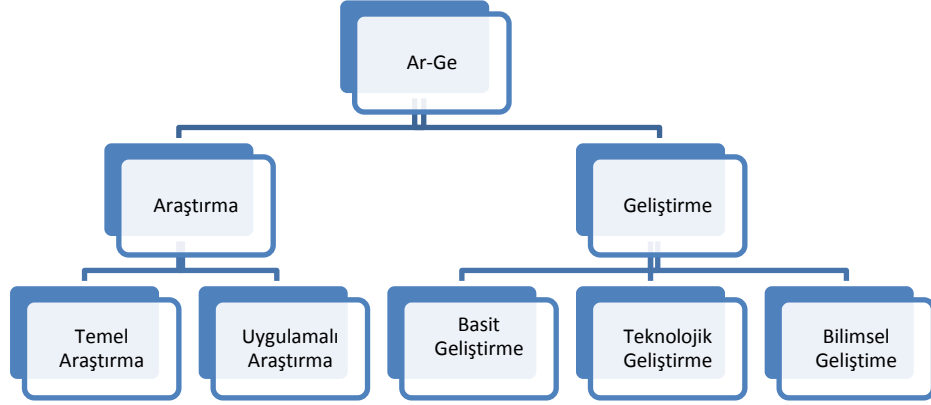 Ar-Ge
Araştırma
Geliştirme
Temel
Araştırma
Uygulamalı
Araştırma
Basit
Geliştirme
Teknolojik
Geliştirme
Bilimsel
Geliştime